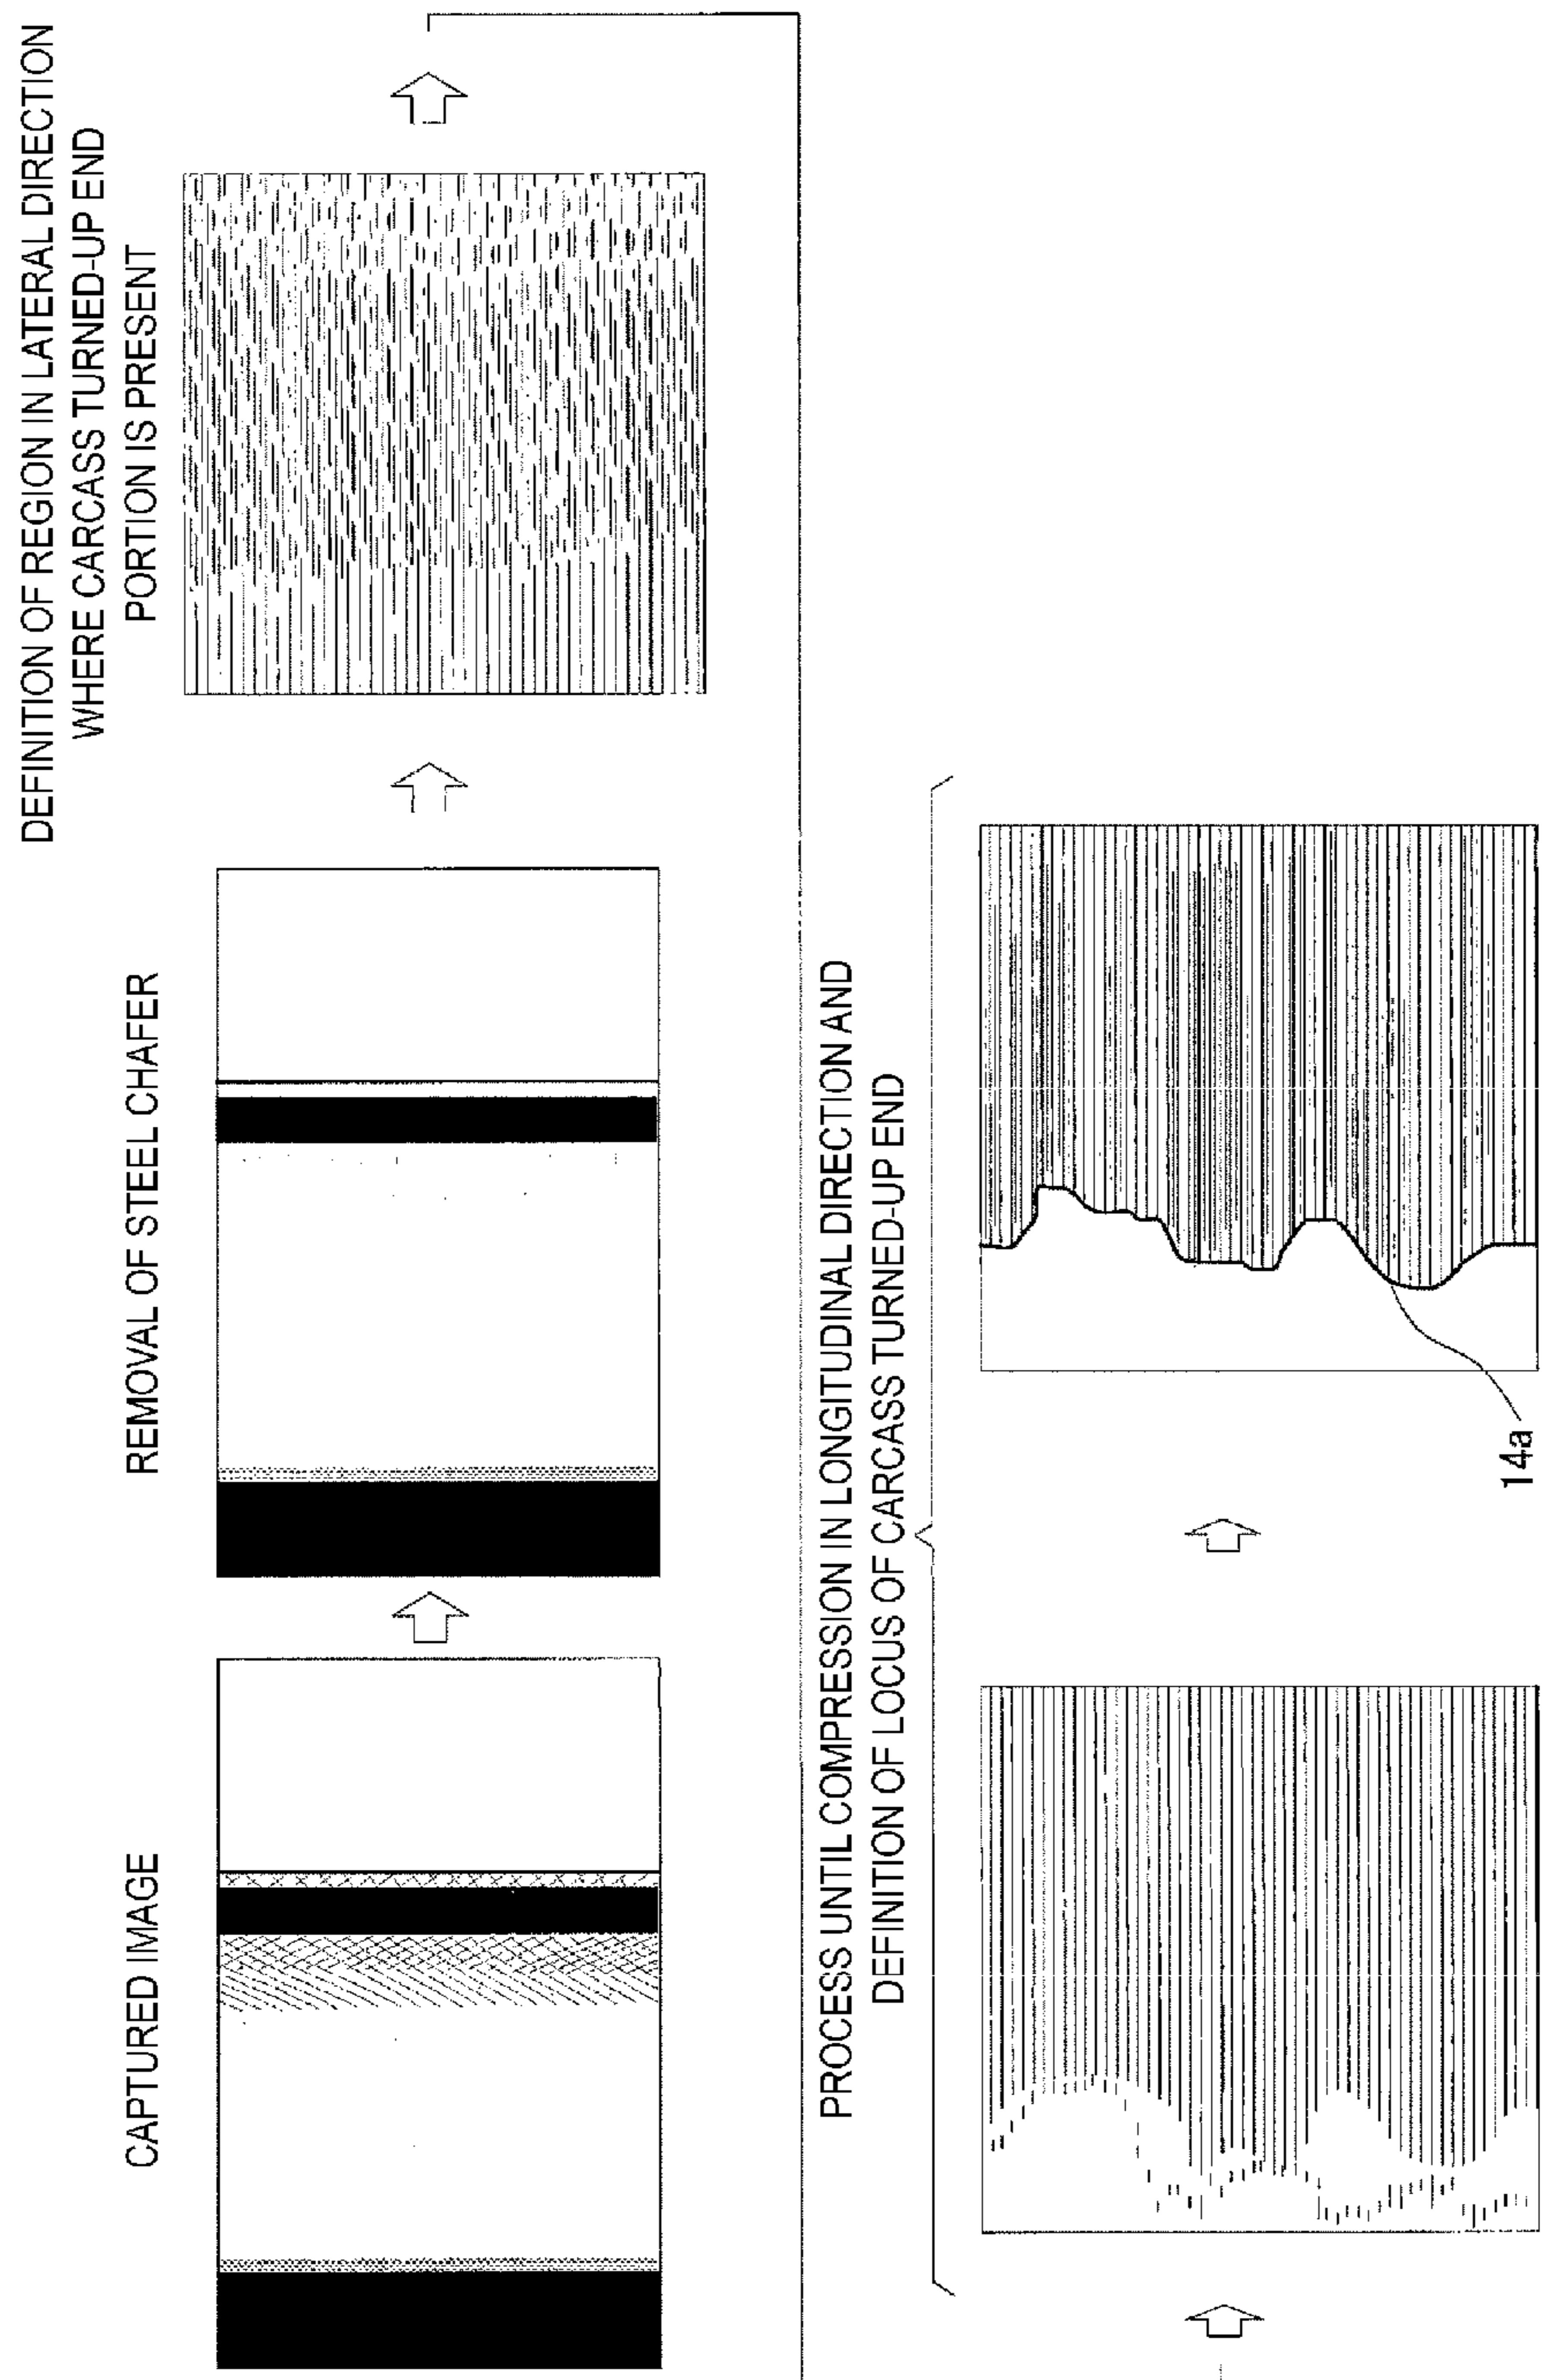 CAPTURED IMAGE
REMOVAL OF STEEL CHAFER
DEFINITION OF REGION IN LATERAL DIRECTION
WHERE CARCASS TURNED-UP END
PORTION IS PRESENT
PROCESS UNTIL COMPRESSION IN LONGITUDINAL DIRECTION AND
DEFINITION OF LOCUS OF CARCASS TURNED-UP END
14a